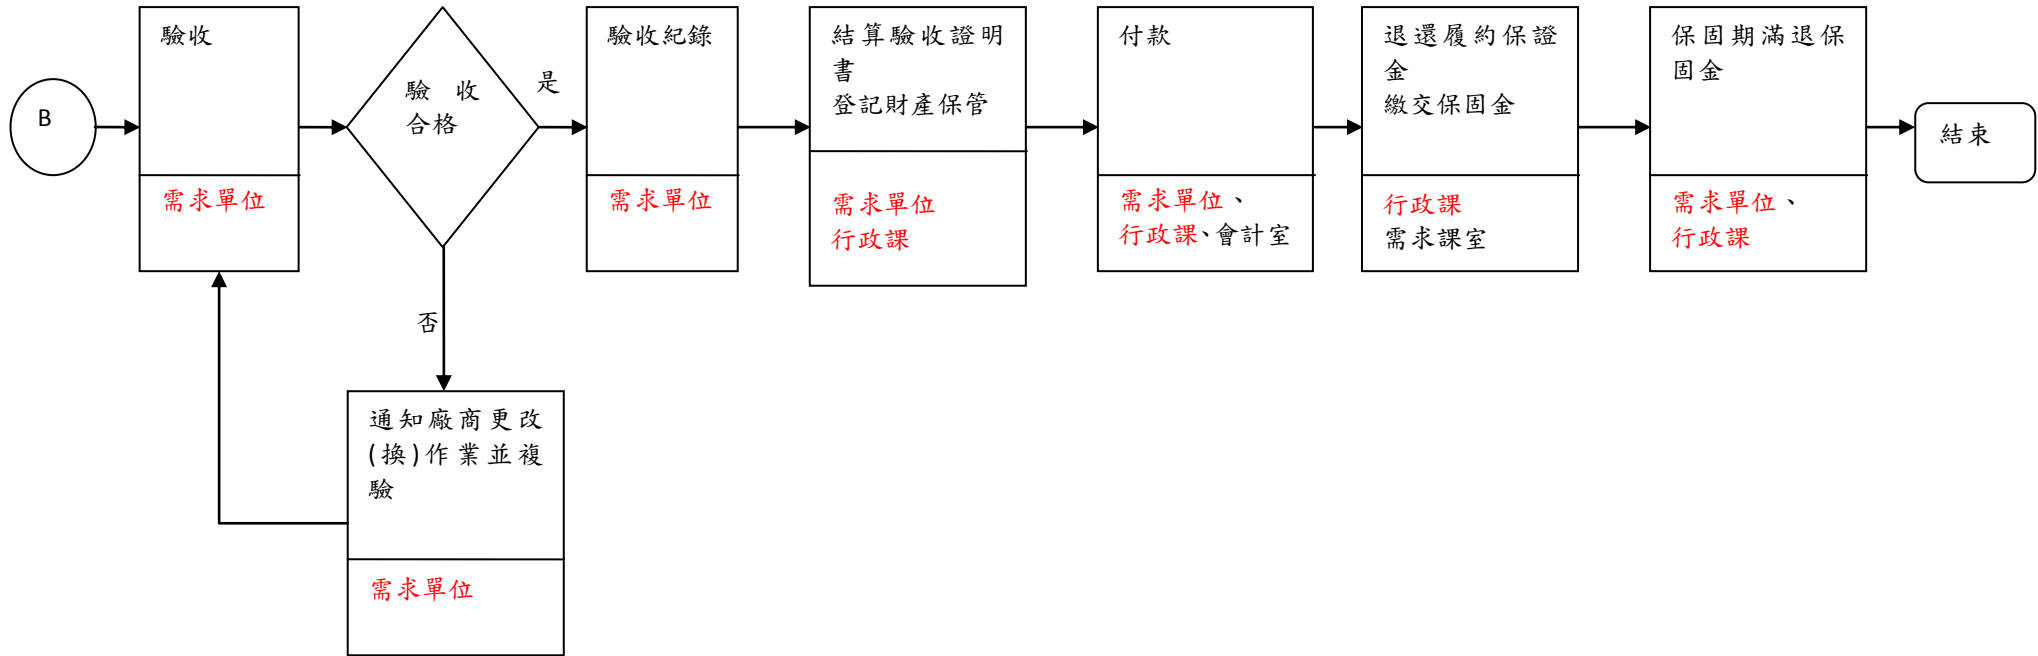 B
驗收
需求單位
驗 收
合格
是
否
通知廠商更改
(換)作業並複
驗
需求單位
驗收紀錄
需求單位
結算驗收證明
書
登記財產保管
需求單位
行政課
付款
需求單位、
行政課、會計室
退還履約保證
金
繳交保固金
行政課
需求課室
保固期滿退保
固金
需求單位、
行政課
結束